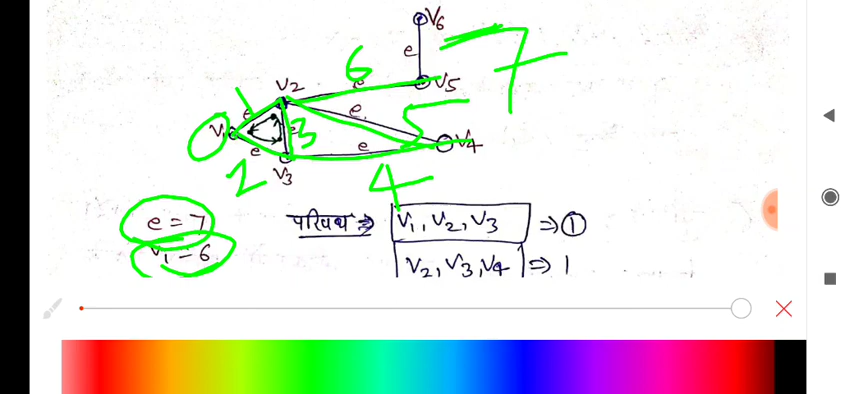 V6
e
7
6
e
V5
V2
1
e
e
5
V1
e
3
e
e
V4
2
V3
4
e = 7
परिपथ ⇒ V1, V2, V3 ⇒ ①
V1 = 6
V2, V3, V4 ⇒ 1